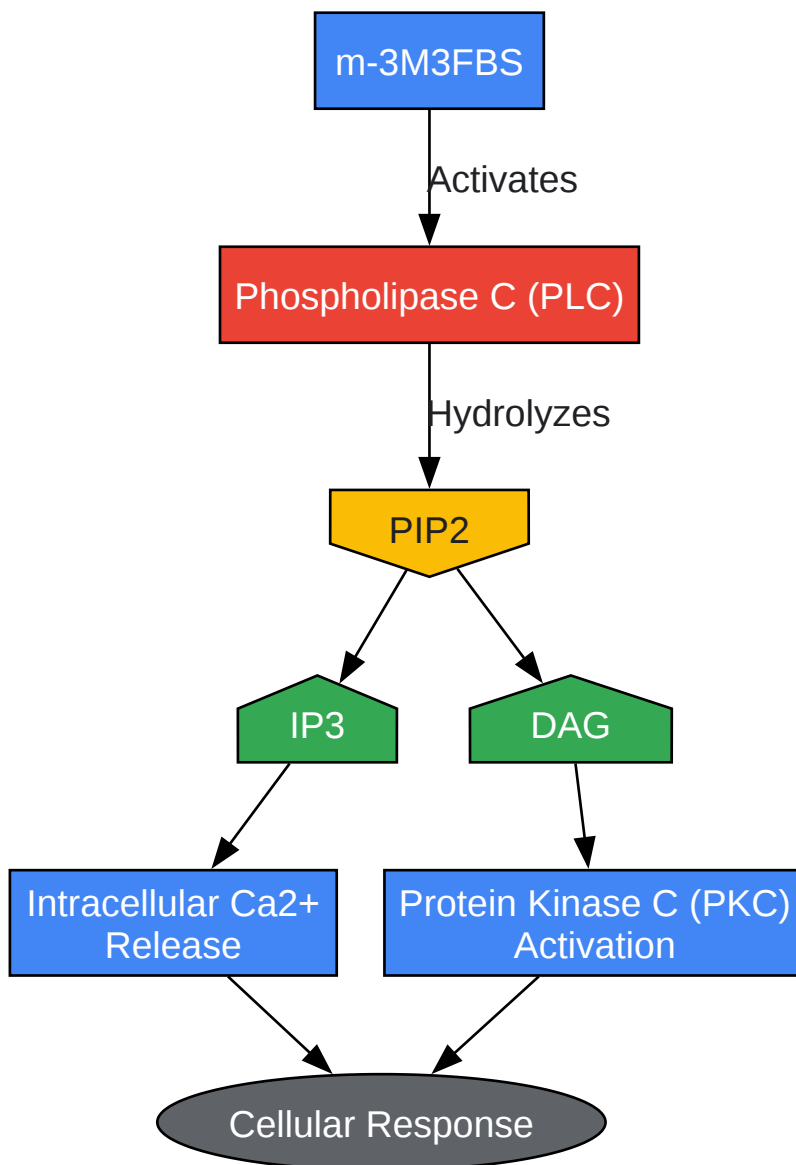 m-3M3FBS
Activates
Phospholipase C (PLC)
Hydrolyzes
PIP2
IP3
DAG
Intracellular Ca2+
Release
Protein Kinase C (PKC)
Activation
Cellular Response